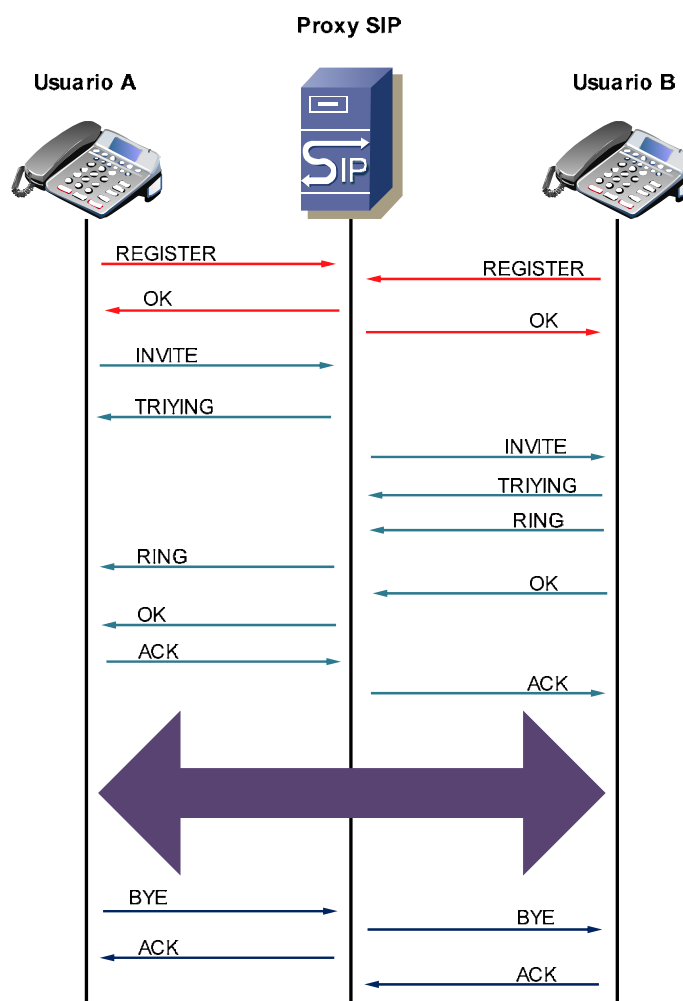 Proxy SIP
Usuario A
Usuario B
SIP
REGISTER
REGISTER
OK
OK
INVITE
TRIYING
INVITE
TRIYING
RING
RING
OK
OK
ACK
ACK
BYE
BYE
ACK
ACK